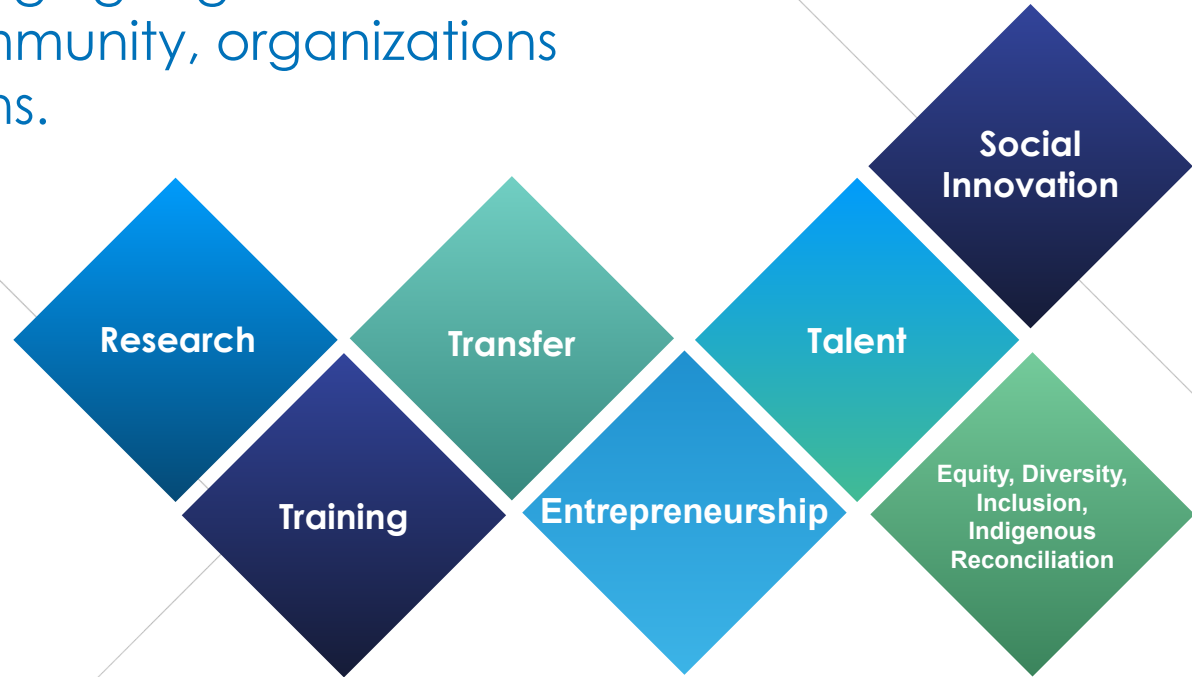 mmunity, organizations
ns.
Social
Innovation
Research
Transfer
Talent
Training
Entrepreneurship
Equity, Diversity,
Inclusion,
Indigenous
Reconciliation